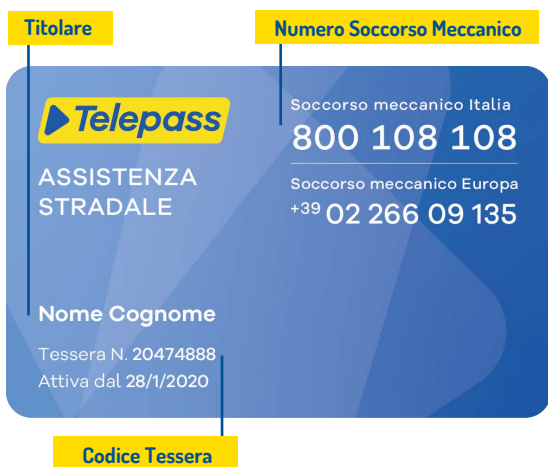 Titolare
Numero Soccorso Meccanico
Telepass
ASSISTENZA
STRADALE
Soccorso meccanico Italia
800 108 108
Soccorso meccanico Europa
+39 02 266 09 135
Nome Cognome
Tessera N. 20474888
Attiva dal 28/1/2020
Codice Tessera